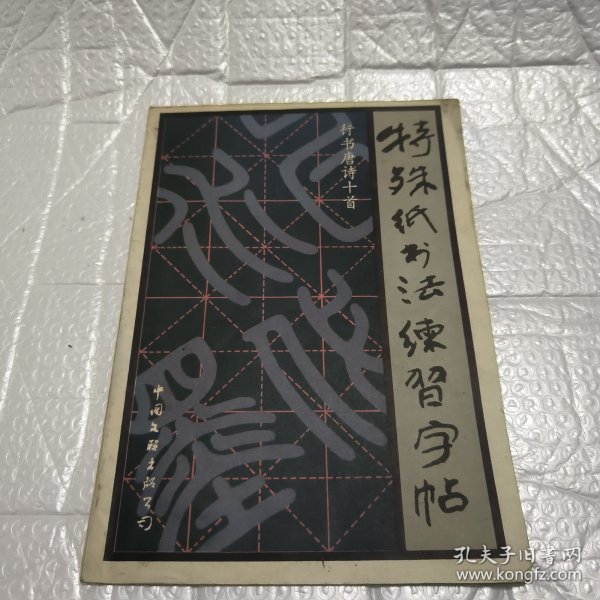 特殊纸书法练習字帖
行书唐诗十首
中国文联出版公司
孔夫子旧书网
www.kongfz.com